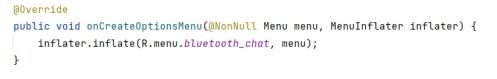 @Override
public void onCreateOptionsMenu(@NonNull Menu menu, MenuInflater inflater) {
    inflater.inflate(R.menu.bluetooth_chat, menu);
}